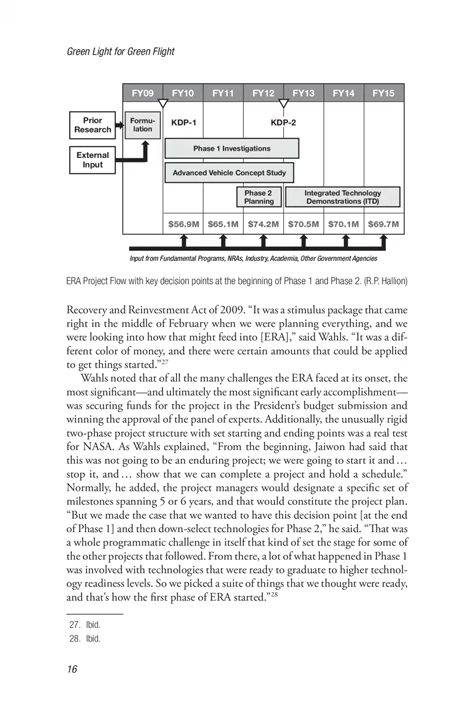 Green Light for Green Flight
FY09 FY10 FY11 FY12 FY13 FY14 FY15
Prior
Research
Formu-
lation
KDP-1 KDP-2
External
Input
Phase 1 Investigations
Advanced Vehicle Concept Study
Phase 2
Planning
Integrated Technology
Demonstrations (ITD)
$56.9M $65.1M $74.2M $70.5M $70.1M $69.7M
Input from Fundamental Programs, NRAs, Industry, Academia, Other Government Agencies
ERA Project Flow with key decision points at the beginning of Phase 1 and Phase 2. (R.P. Hallion)
Recovery and Reinvestment Act of 2009. “It was a stimulus package that came
right in the middle of February when we were planning everything, and we
were looking into how that might feed into [ERA],” said Wahls. “It was a dif-
ferent color of money, and there were certain amounts that could be applied
to get things started.”27
Wahls noted that of all the many challenges the ERA faced at its onset, the
most significant—and ultimately the most significant early accomplishment—
was securing funds for the project in the President’s budget submission and
winning the approval of the panel of experts. Additionally, the unusually rigid
two-phase project structure with set starting and ending points was a real test
for NASA. As Wahls explained, “From the beginning, Jaiwon had said that
this was not going to be an enduring project; we were going to start it and …
stop it, and … show that we can complete a project and hold a schedule.”
Normally, he added, the project managers would designate a specific set of
milestones spanning 5 or 6 years, and that would constitute the project plan.
“But we made the case that we wanted to have this decision point [at the end
of Phase 1] and then down-select technologies for Phase 2,” he said. “That was
a whole programmatic challenge in itself that kind of set the stage for some of
the other projects that followed. From there, a lot of what happened in Phase 1
was involved with technologies that were ready to graduate to higher technol-
ogy readiness levels. So we picked a suite of things that we thought were ready,
and that’s how the first phase of ERA started.”28
27. Ibid.
28. Ibid.
16